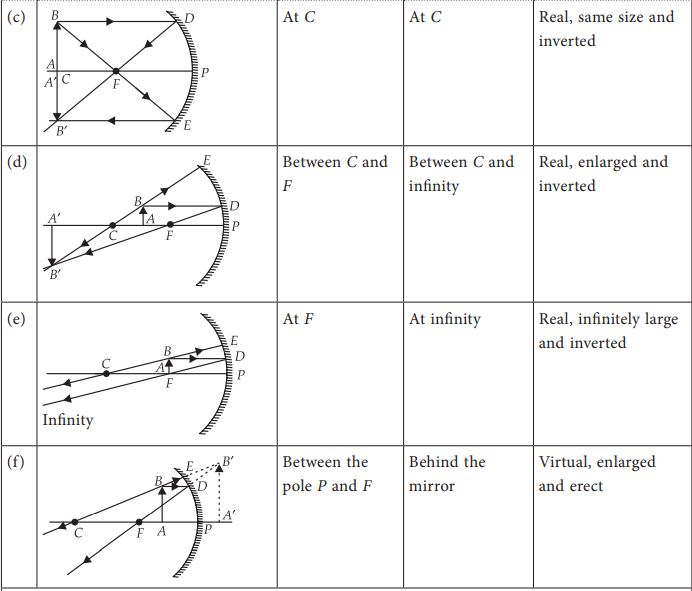 (c)
B
D
A
A′ C
F
P
B′
E
At C
At C
Real, same size and
inverted
(d)
E
B
D
A′
A
C
F
P
B′
Between C and
F
Between C and
infinity
Real, enlarged and
inverted
(e)
E
B
D
C
A
F
P
Infinity
At F
At infinity
Real, infinitely large
and inverted
(f)
E
B′
B
D
C
F
A
P
A′
Between the
pole P and F
Behind the
mirror
Virtual, enlarged
and erect